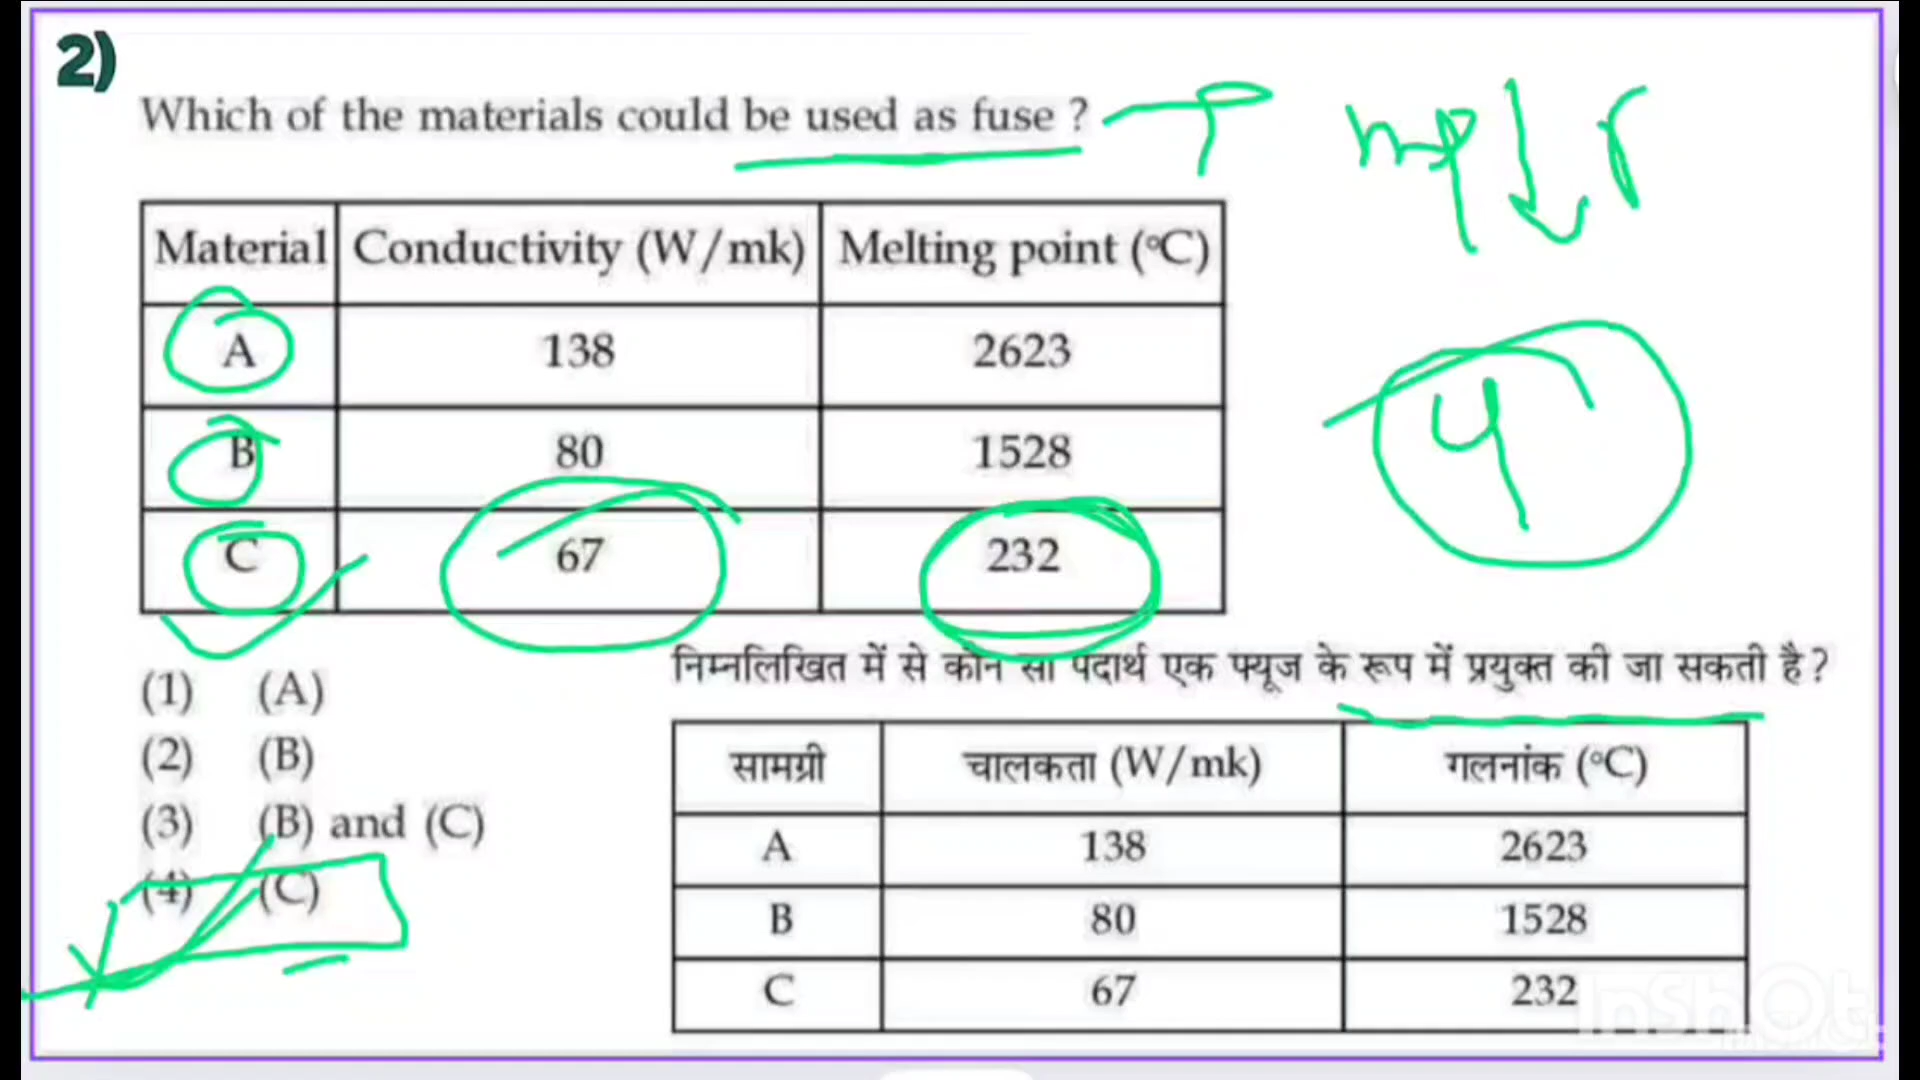 2)
Which of the materials could be used as fuse ?
mp
Material Conductivity (W/mk) Melting point (°C)
A 138 2623
4
B 80 1528
C 67 232
निम्नलिखित में से कौन सा पदार्थ एक फ्यूज के रूप में प्रयुक्त की जा सकती है ?
(1) (A)
(2) (B)
(3) (B) and (C)
(4) (C)
सामग्री चालकता (W/mk) गलनांक (°C)
A 138 2623
B 80 1528
C 67 232
InShOt